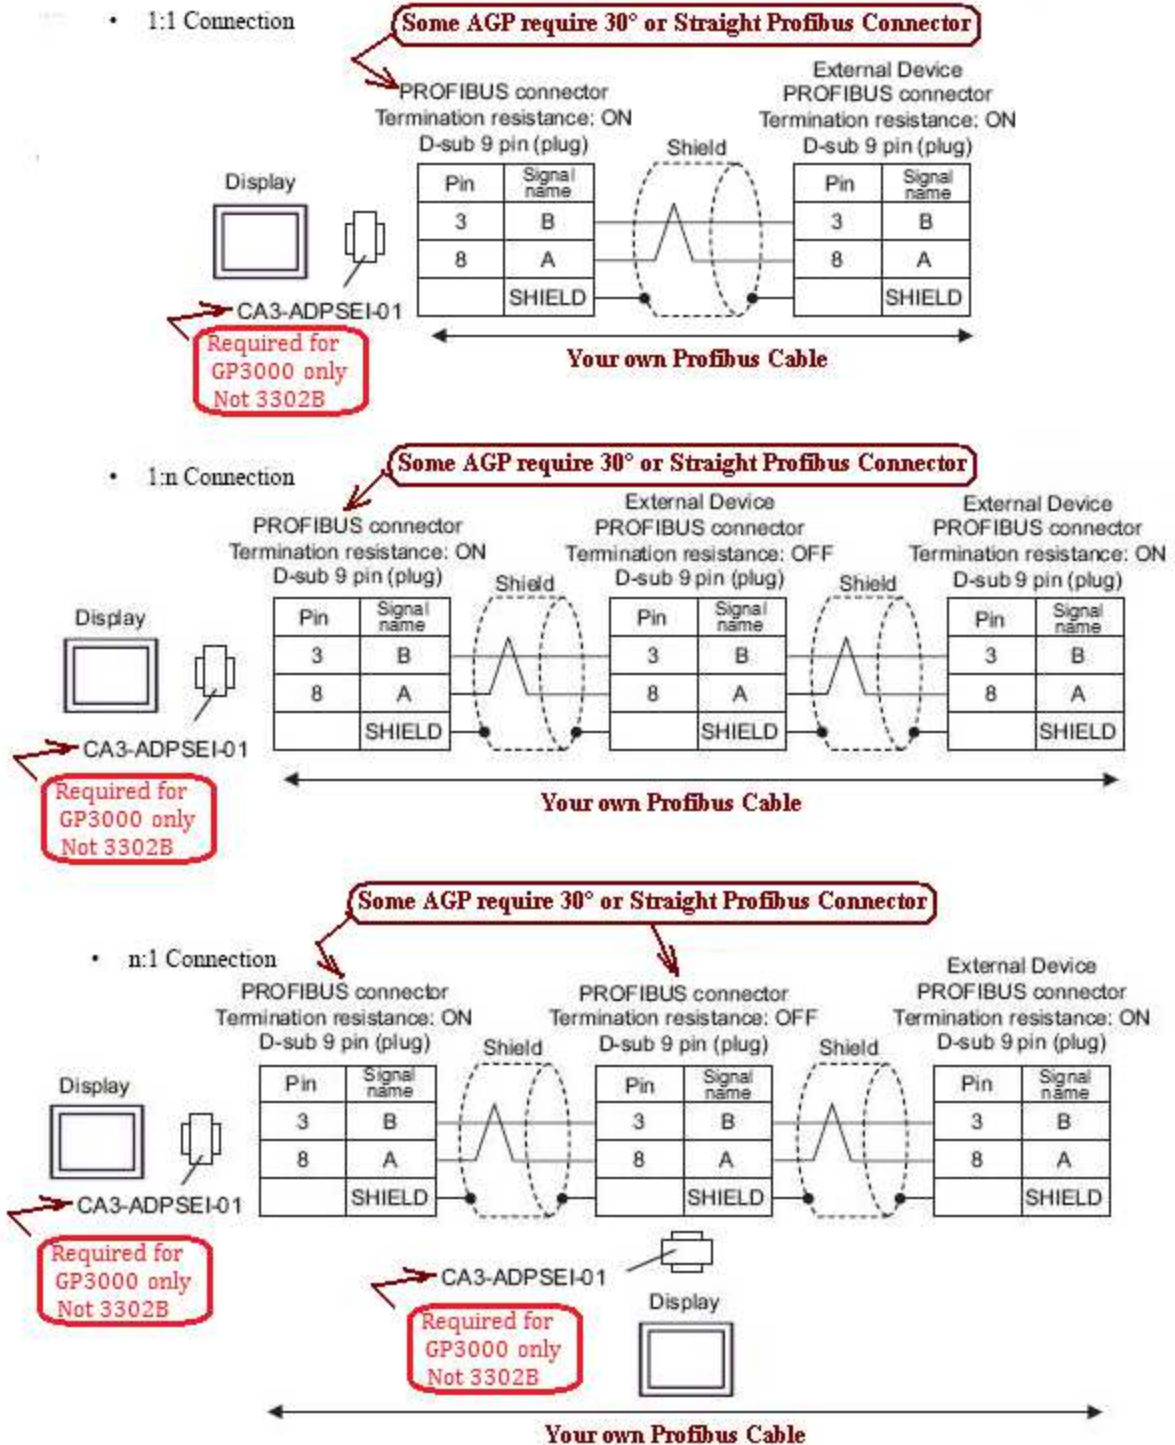 • 1:1 Connection
Some AGP require 30° or Straight Profibus Connector
PROFIBUS connector
Termination resistance: ON
D-sub 9 pin (plug)
External Device
PROFIBUS connector
Termination resistance: ON
D-sub 9 pin (plug)
Shield
Display
Pin Signal name
3 B
8 A
SHIELD
Pin Signal name
3 B
8 A
SHIELD
CA3-ADPSEI-01
Required for
GP3000 only
Not 3302B
Your own Profibus Cable
• 1:n Connection
Some AGP require 30° or Straight Profibus Connector
PROFIBUS connector
Termination resistance: ON
D-sub 9 pin (plug)
External Device
PROFIBUS connector
Termination resistance: OFF
D-sub 9 pin (plug)
External Device
PROFIBUS connector
Termination resistance: ON
D-sub 9 pin (plug)
Shield
Shield
Display
Pin Signal name
3 B
8 A
SHIELD
Pin Signal name
3 B
8 A
SHIELD
Pin Signal name
3 B
8 A
SHIELD
CA3-ADPSEI-01
Required for
GP3000 only
Not 3302B
Your own Profibus Cable
Some AGP require 30° or Straight Profibus Connector
• n:1 Connection
PROFIBUS connector
Termination resistance: ON
D-sub 9 pin (plug)
PROFIBUS connector
Termination resistance: OFF
D-sub 9 pin (plug)
External Device
PROFIBUS connector
Termination resistance: ON
D-sub 9 pin (plug)
Shield
Shield
Display
Pin Signal name
3 B
8 A
SHIELD
Pin Signal name
3 B
8 A
SHIELD
Pin Signal name
3 B
8 A
SHIELD
CA3-ADPSEI-01
Required for
GP3000 only
Not 3302B
CA3-ADPSEI-01
Required for
GP3000 only
Not 3302B
Display
Your own Profibus Cable